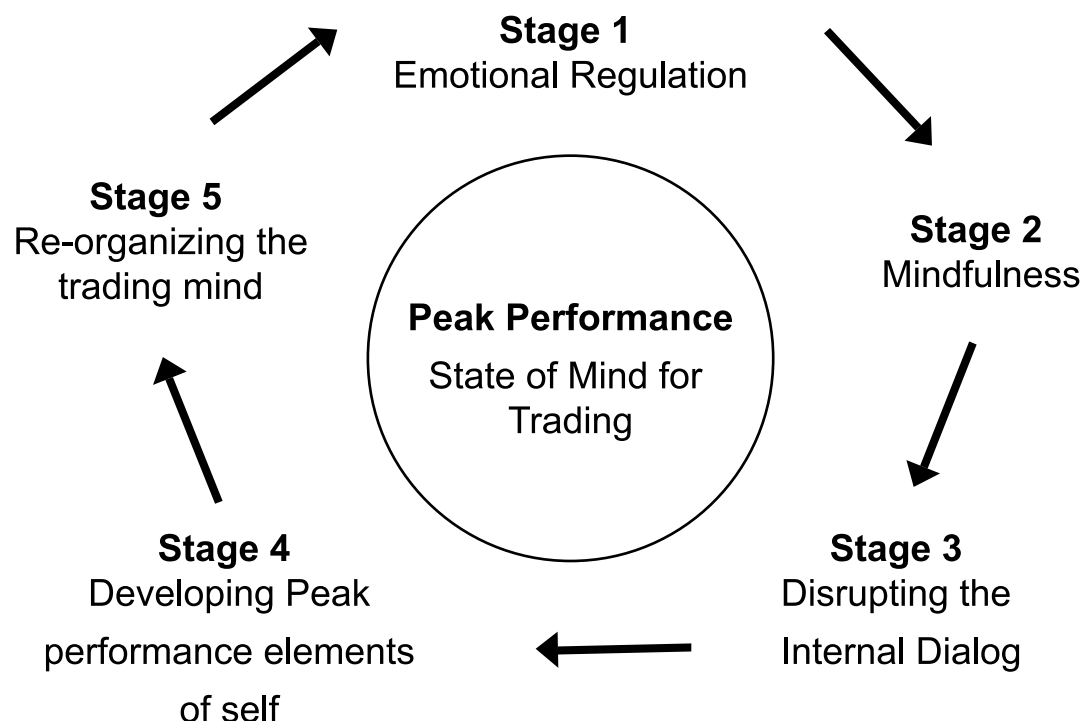 Stage 1
Emotional Regulation
Stage 2
Mindfulness
Stage 3
Disrupting the
Internal Dialog
Stage 4
Developing Peak
performance elements
of self
Stage 5
Re-organizing the
trading mind
Peak Performance
State of Mind for
Trading